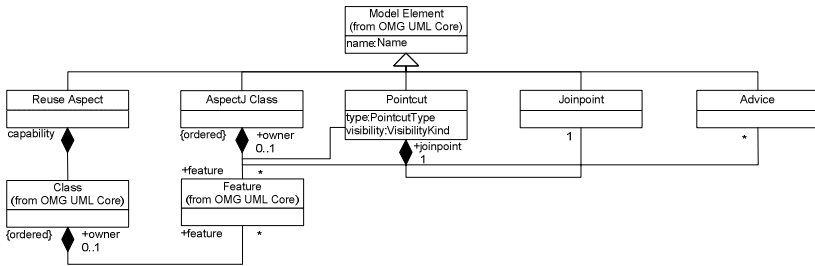 Model Element
(from OMG UML Core)
name:Name
Reuse Aspect
AspectJ Class
Pointcut
Joinpoint
Advice
type:PointcutType
visibility:VisibilityKind
capability
{ordered}
+owner
0..1
+joinpoint
1
1
*
+feature
*
Class
(from OMG UML Core)
Feature
(from OMG UML Core)
{ordered}
+owner
0..1
+feature
*